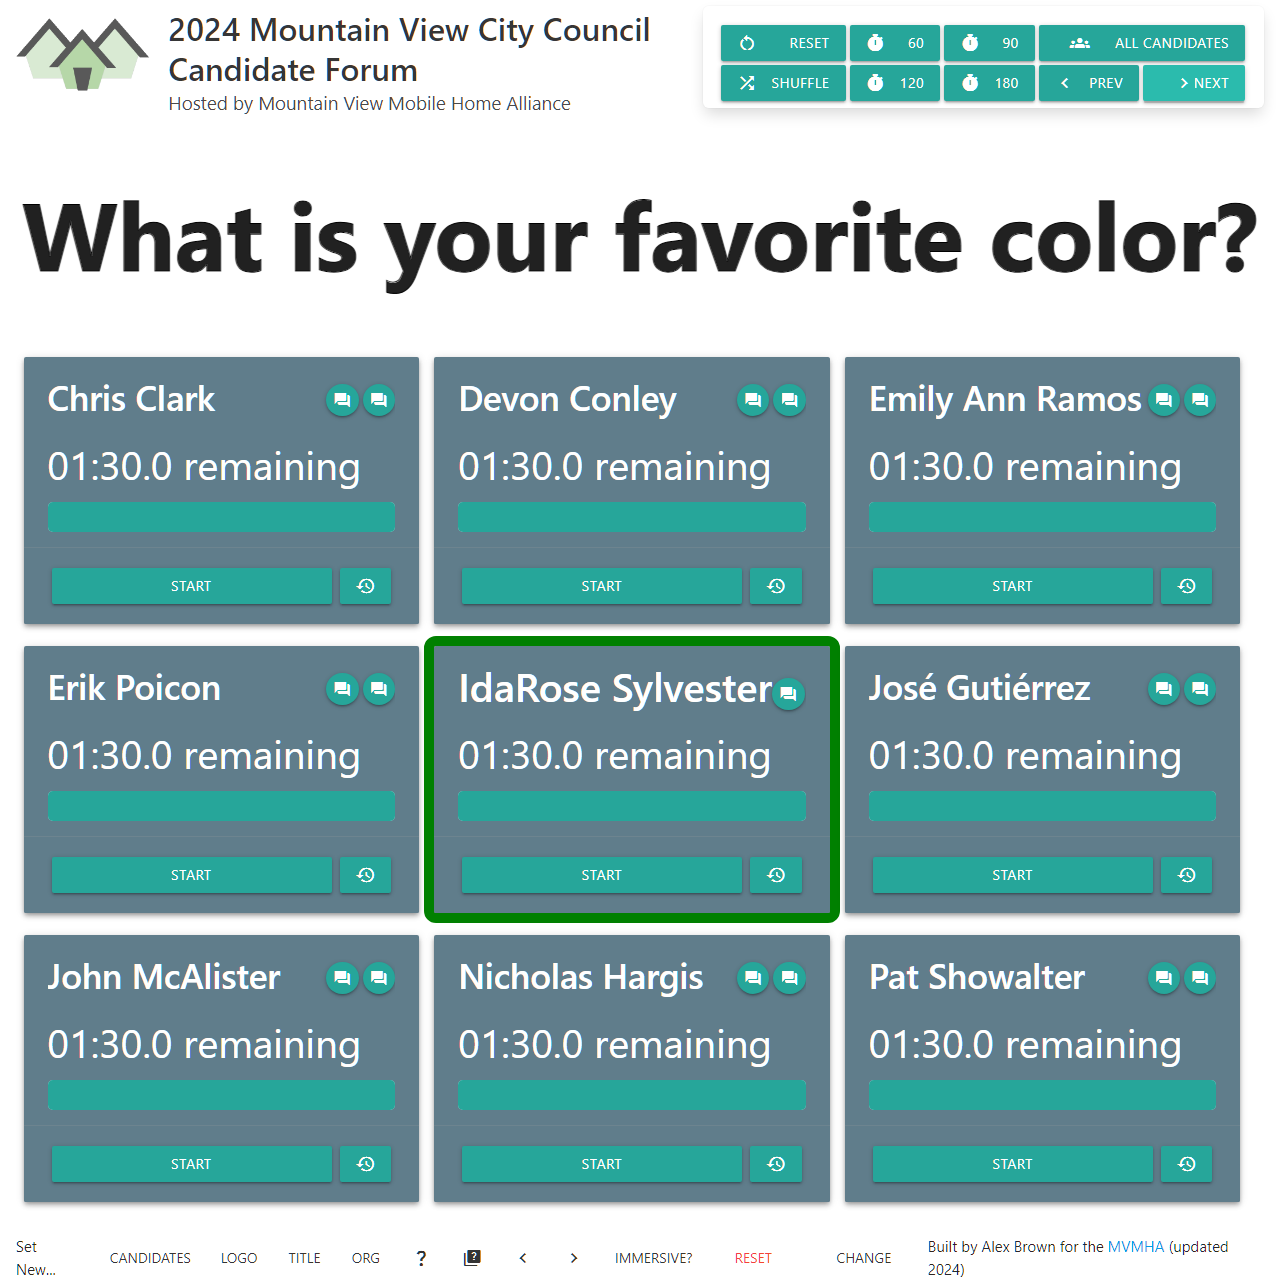 2024 Mountain View City Council
Candidate Forum
Hosted by Mountain View Mobile Home Alliance
RESET 60 90 ALL CANDIDATES
SHUFFLE 120 180 PREV NEXT
What is your favorite color?
Chris Clark Devon Conley Emily Ann Ramos
01:30.0 remaining 01:30.0 remaining 01:30.0 remaining
START START START
Erik Poicon IdaRose Sylvester José Gutiérrez
01:30.0 remaining 01:30.0 remaining 01:30.0 remaining
START START START
John McAlister Nicholas Hargis Pat Showalter
01:30.0 remaining 01:30.0 remaining 01:30.0 remaining
START START START
Set
New...
CANDIDATES LOGO TITLE ORG ? ? IMMERSIVE? RESET CHANGE
Built by Alex Brown for the MVMHA (updated
2024)